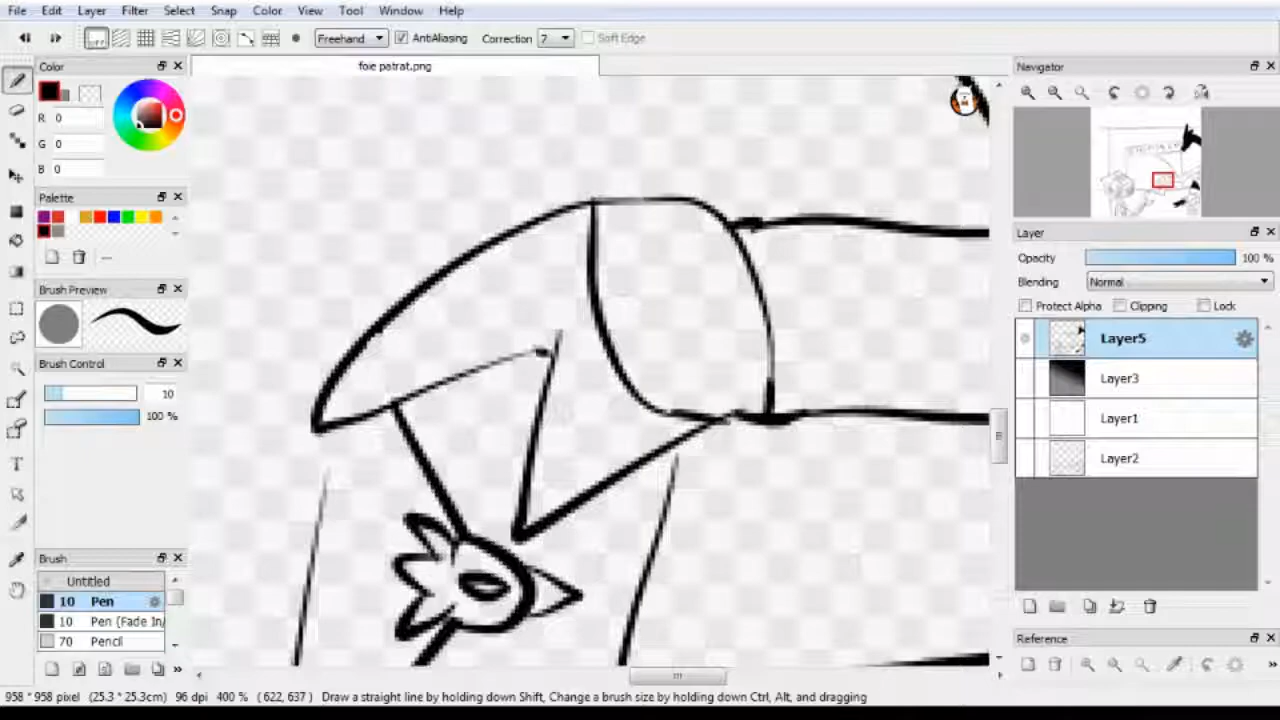 File Edit Layer Filter Select Snap Color View Tool Window Help
OFF Freehand AntiAliasing Correction 7 Soft Edge
Color
R 0
G 0
B 0
Palette
Brush Preview
Brush Control
10
100 %
Brush
Untitled
10 Pen
10 Pen (Fade In/
70 Pencil
foie patrat.png
Navigator
Layer
Opacity 100 %
Blending Normal
Protect Alpha Clipping Lock
Layer5
Layer3
Layer1
Layer2
Reference
958 * 958 pixel (25.3 * 25.3cm) 96 dpi 400 % ( 622, 637 ) Draw a straight line by holding down Shift, Change a brush size by holding down Ctrl, Alt, and dragging